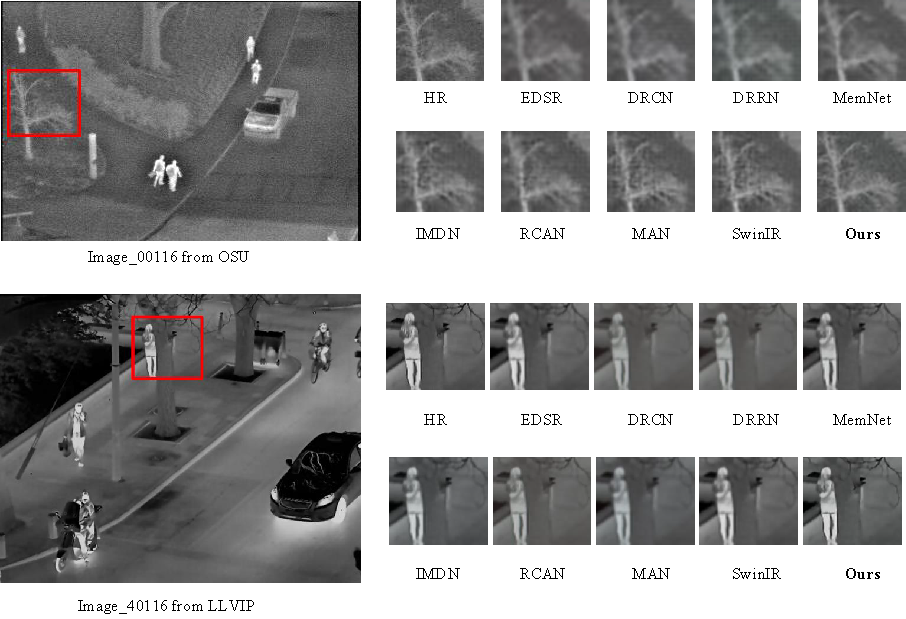 HR EDSR DRCN DRRN MemNet
IMDN RCAN MAN SwinIR Ours
Image_00116 from OSU
HR EDSR DRCN DRRN MemNet
IMDN RCAN MAN SwinIR Ours
Image_40116 from LLVIP